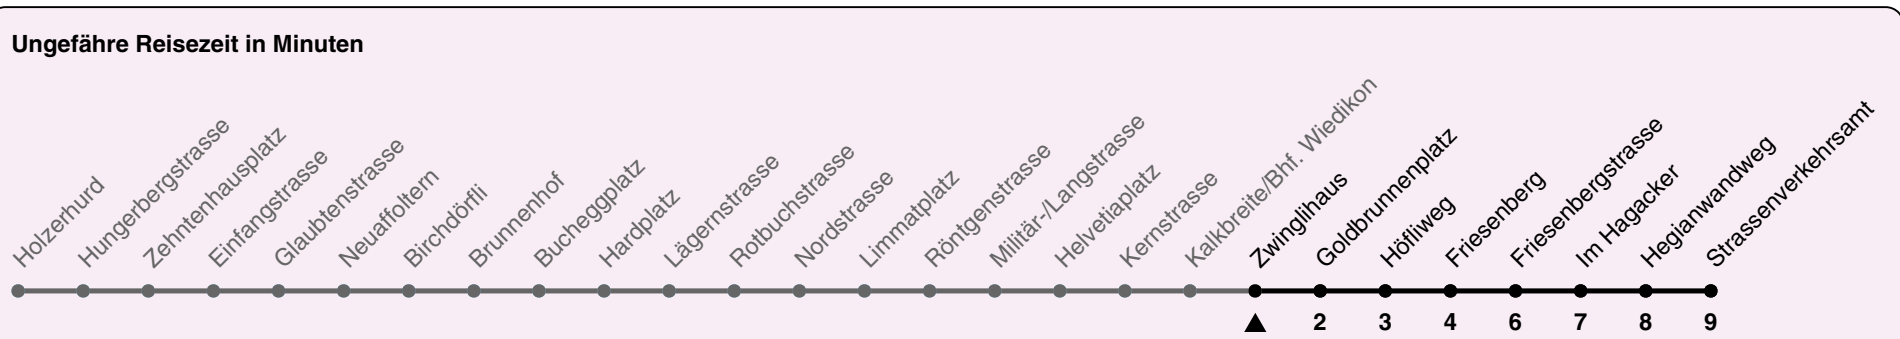 Ungefähre Reisezeit in Minuten
Holzerhurd
Hungerbergstrasse
Zehntenhausplatz
Einfangstrasse
Glaubtenstrasse
Neuaffoltern
Birchdörfli
Brunnenhof
Bucheggplatz
Hardplatz
Lägernstrasse
Rotbuchstrasse
Nordstrasse
Limmatplatz
Röntgenstrasse
Militär-/Langstrasse
Helvetiaplatz
Kernstrasse
Kalkbreite/Bhf. Wiedikon
Zwinglihaus
Goldbrunnenplatz
Höfliweg
Friesenberg
Friesenbergstrasse
Im Hagacker
Hegianwandweg
Strassenverkehrsamt
2 3 4 6 7 8 9